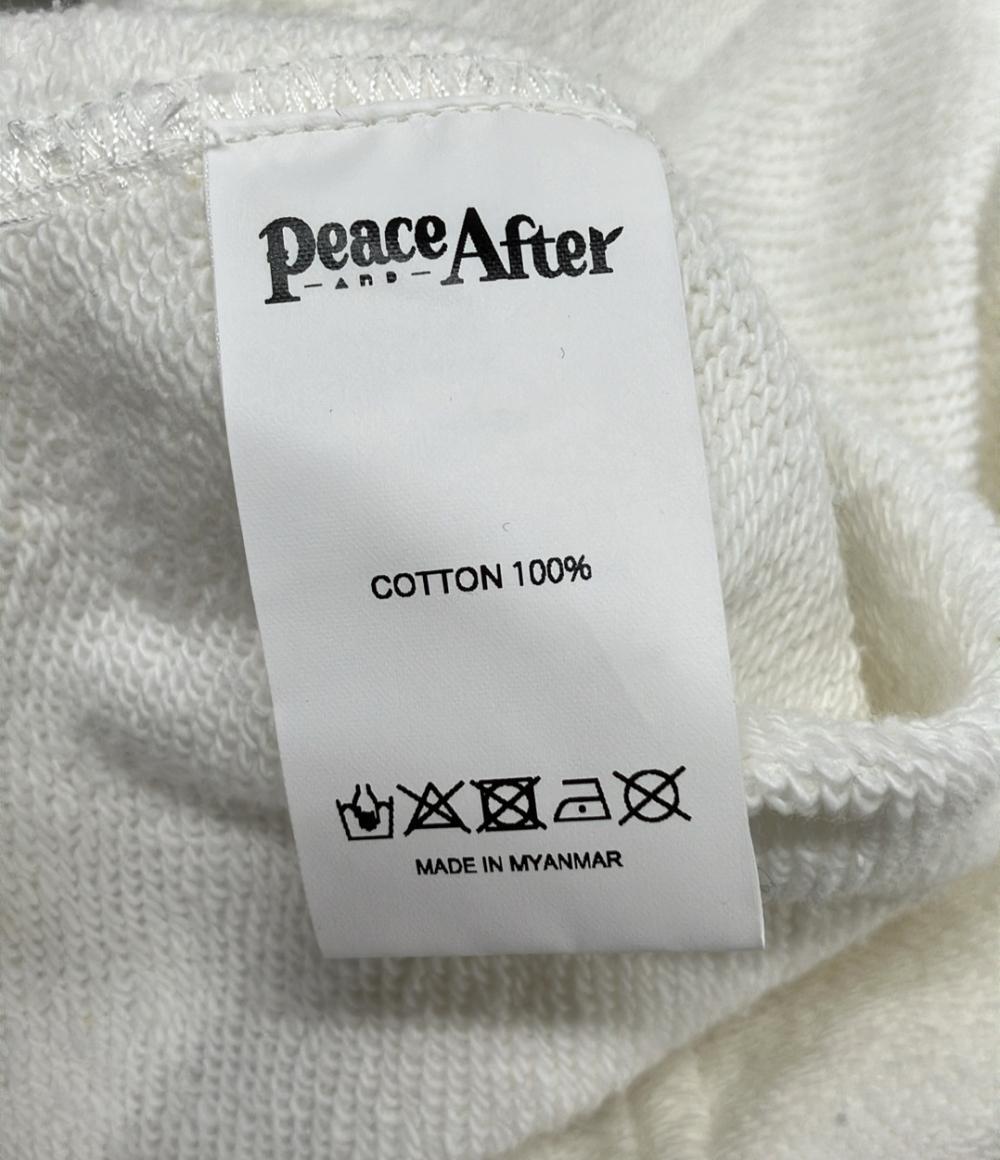 Peace and After
COTTON 100%
MADE IN MYANMAR